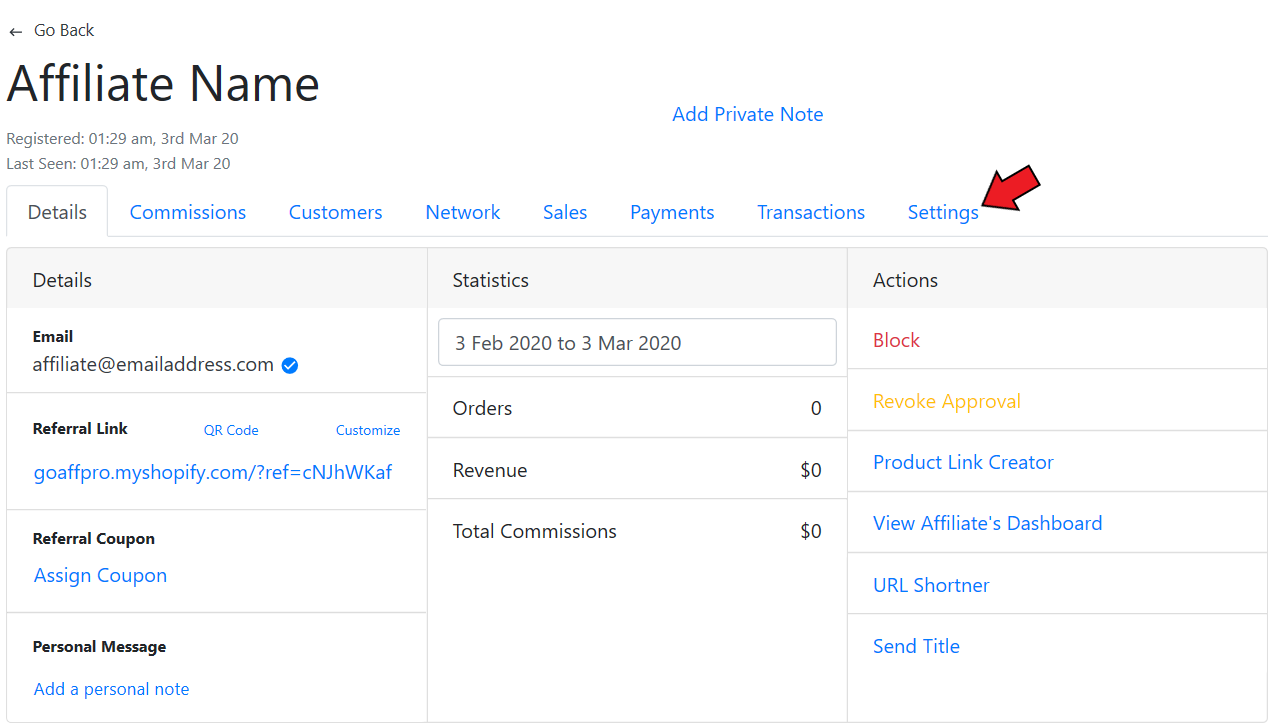 ← Go Back
Affiliate Name
Add Private Note
Registered: 01:29 am, 3rd Mar 20
Last Seen: 01:29 am, 3rd Mar 20
Details Commissions Customers Network Sales Payments Transactions Settings
Details
Email
affiliate@emailaddress.com
Referral Link QR Code Customize
goaffpro.myshopify.com/?ref=cNJhWKaf
Referral Coupon
Assign Coupon
Personal Message
Add a personal note
Statistics
3 Feb 2020 to 3 Mar 2020
Orders 0
Revenue $0
Total Commissions $0
Actions
Block
Revoke Approval
Product Link Creator
View Affiliate's Dashboard
URL Shortner
Send Title